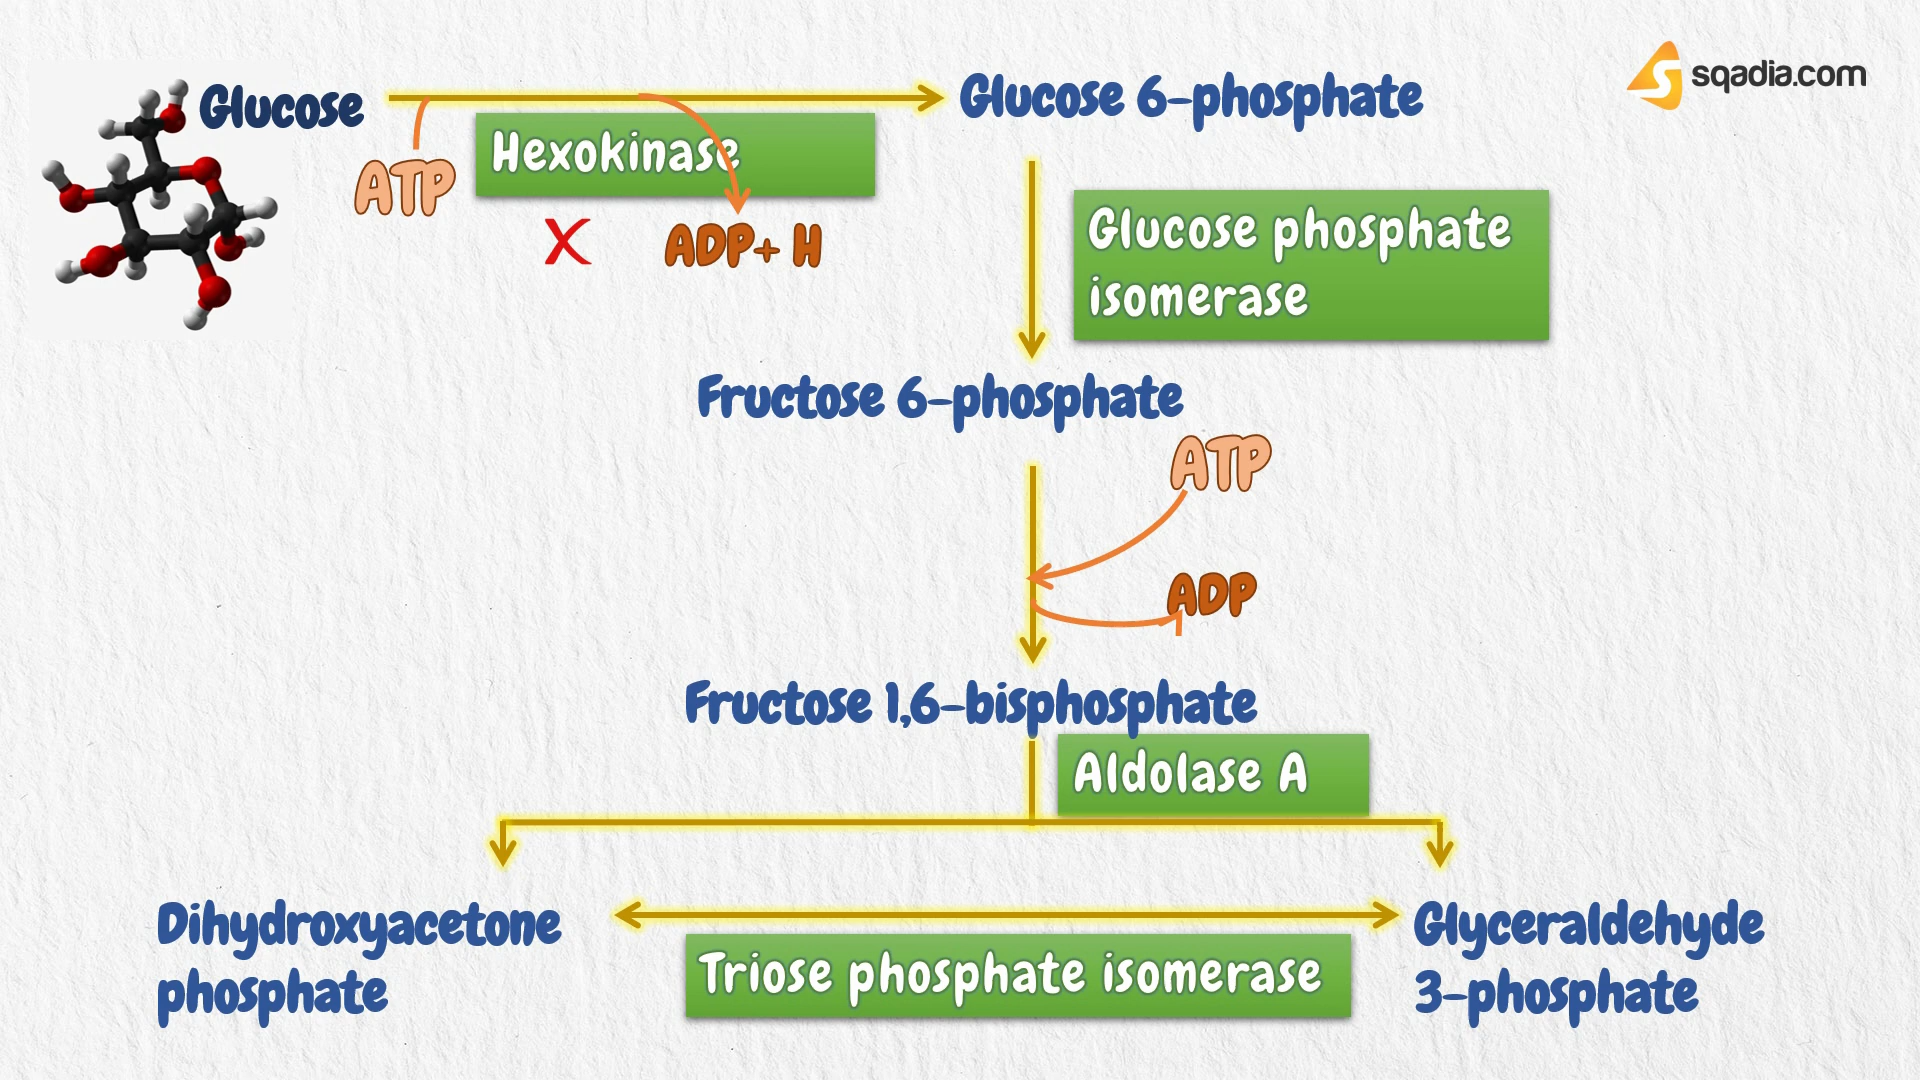 Glucose
Glucose 6-phosphate
sqadia.com
Hexokinase
ATP
X
ADP+ H
Glucose phosphate
isomerase
Fructose 6-phosphate
ATP
ADP
Fructose 1,6-bisphosphate
Aldolase A
Dihydroxyacetone
phosphate
Triose phosphate isomerase
Glyceraldehyde
3-phosphate